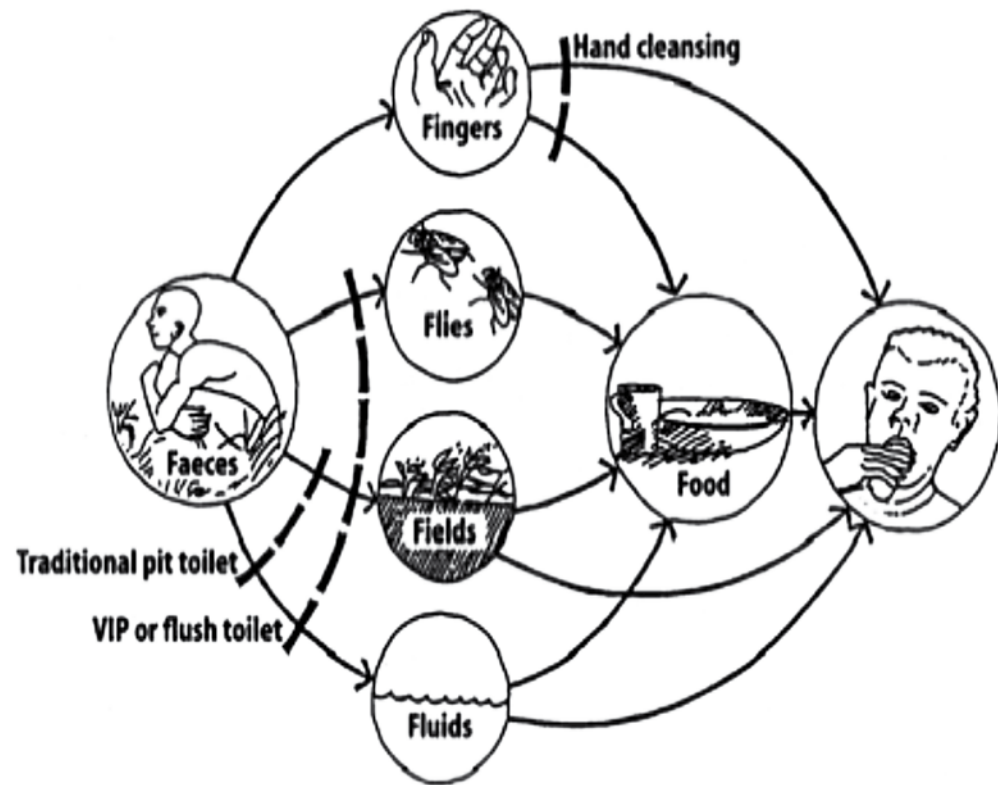 Hand cleansing
Fingers
Flies
Faeces
Food
Fields
Traditional pit toilet
VIP or flush toilet
Fluids